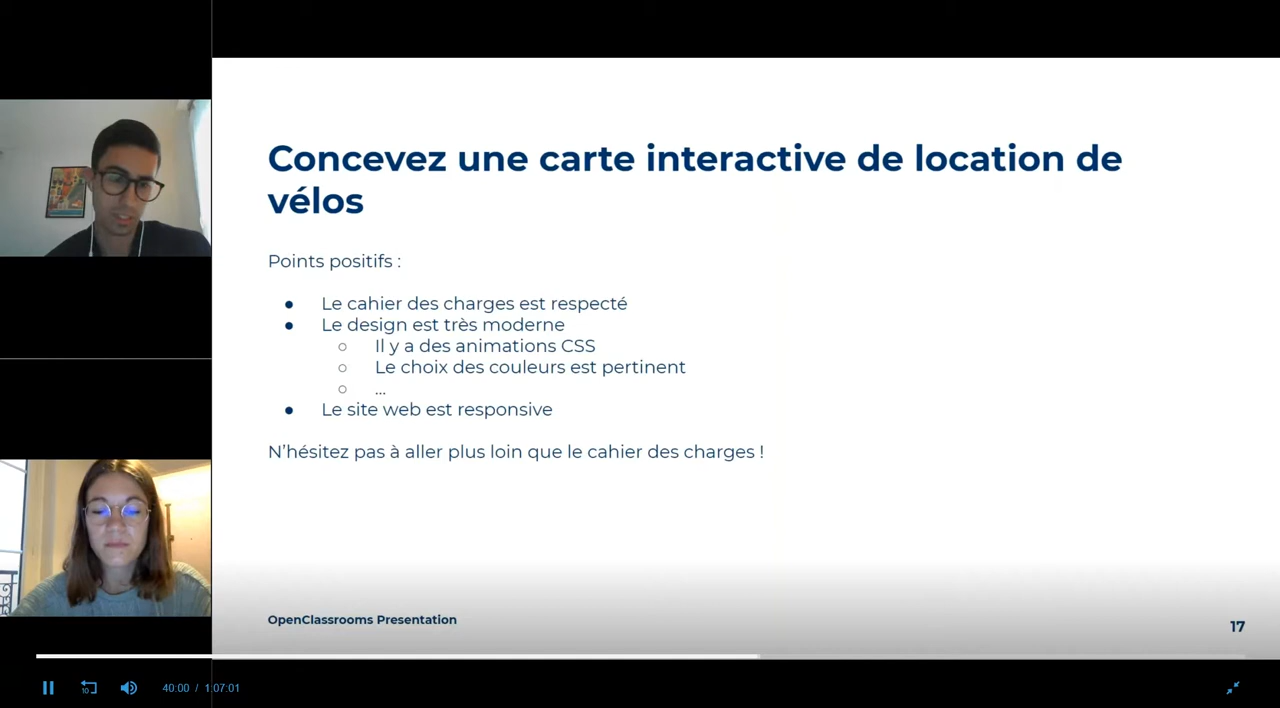 Concevez une carte interactive de location de
vélos
Points positifs :
● Le cahier des charges est respecté
● Le design est très moderne
○ Il y a des animations CSS
○ Le choix des couleurs est pertinent
○ ...
● Le site web est responsive
N'hésitez pas à aller plus loin que le cahier des charges !
OpenClassrooms Presentation
17
10
40:00 / 1:07:01